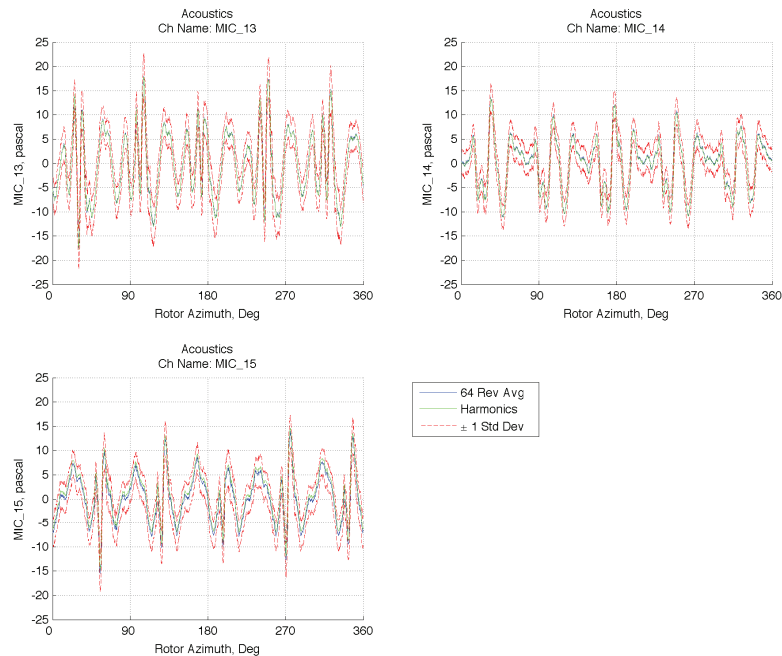 Acoustics
Ch Name: MIC_13
25
20
15
10
5
0
-5
-10
-15
-20
-25
MIC_13, pascal
0 90 180 270 360
Rotor Azimuth, Deg
Acoustics
Ch Name: MIC_14
25
20
15
10
5
0
-5
-10
-15
-20
-25
MIC_14, pascal
0 90 180 270 360
Rotor Azimuth, Deg
Acoustics
Ch Name: MIC_15
25
20
15
10
5
0
-5
-10
-15
-20
-25
MIC_15, pascal
0 90 180 270 360
Rotor Azimuth, Deg
64 Rev Avg
Harmonics
± 1 Std Dev